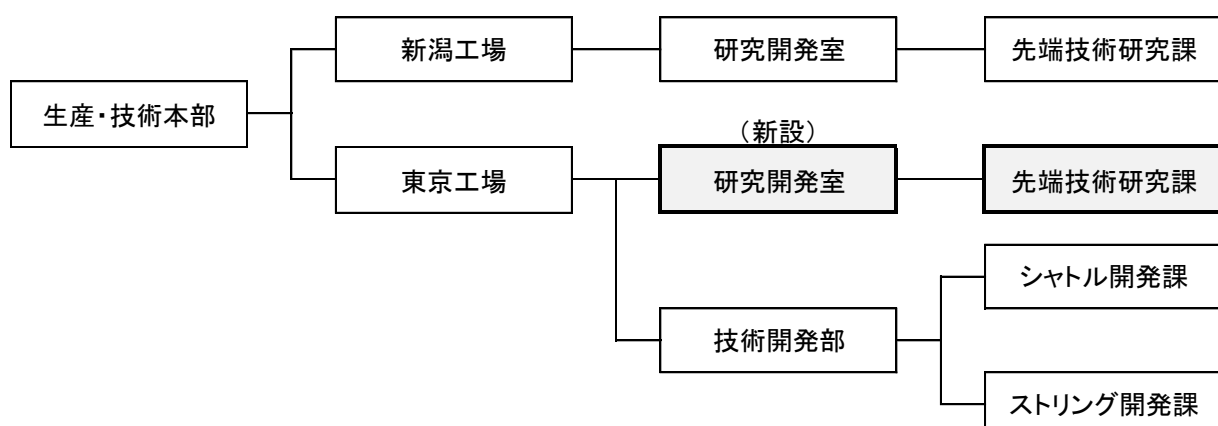 新潟工場
研究開発室
先端技術研究課
生産・技術本部
(新設)
東京工場
研究開発室
先端技術研究課
シャトル開発課
技術開発部
ストリング開発課